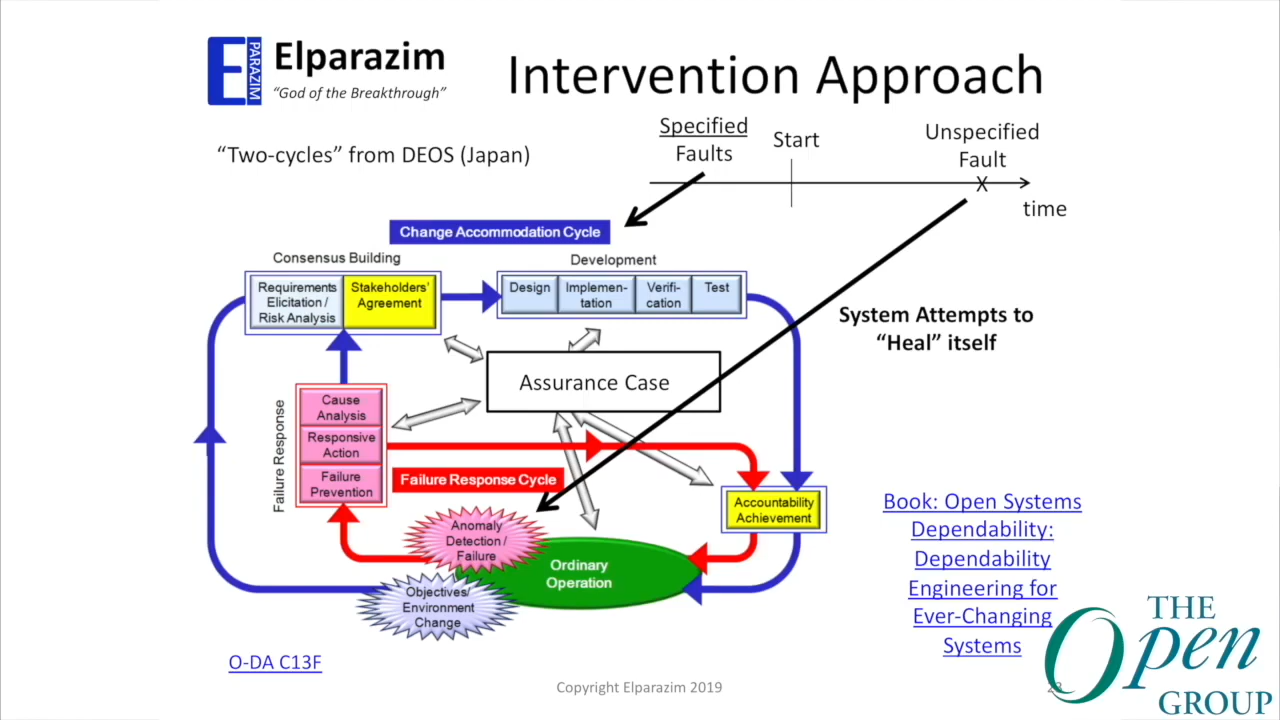 PARAZIM
E
Elparazim
“God of the Breakthrough”
Intervention Approach
“Two-cycles” from DEOS (Japan)
Specified
Faults
Start
Unspecified
Fault
X
time
Change Accommodation Cycle
Consensus Building
Development
Requirements
Elicitation /
Risk Analysis
Stakeholders’
Agreement
Design
Implemen-
tation
Verifi-
cation
Test
System Attempts to
“Heal” itself
Assurance Case
Failure Response
Cause
Analysis
Responsive
Action
Failure
Prevention
Failure Response Cycle
Accountability
Achievement
Anomaly
Detection /
Failure
Ordinary
Operation
Objectives/
Environment
Change
Book: Open Systems
Dependability:
Dependability
Engineering for
Ever-Changing
Systems
O-DA C13F
Copyright Elparazim 2019
THE
Open
GROUP